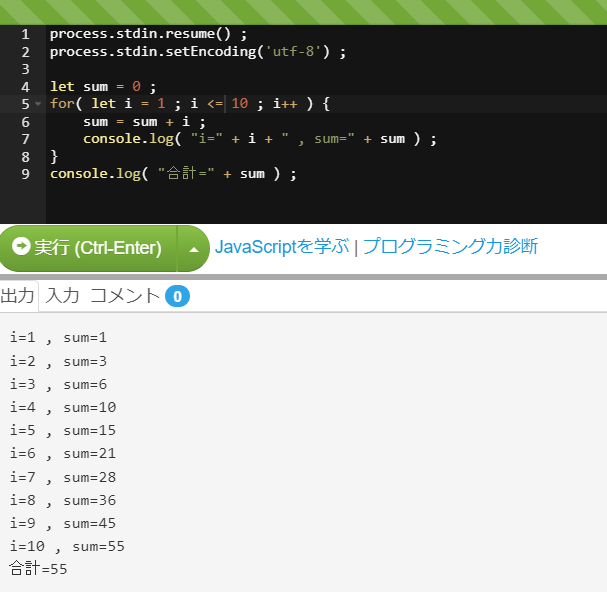 1 process.stdin.resume() ;
2 process.stdin.setEncoding('utf-8') ;
3
4 let sum = 0 ;
5 for( let i = 1 ; i <= 10 ; i++ ) {
6     sum = sum + i ;
7     console.log( "i=" + i + " , sum=" + sum ) ;
8 }
9 console.log( "合計=" + sum ) ;
実行 (Ctrl-Enter) JavaScriptを学ぶ | プログラミング力診断
出力 入力 コメント 0
i=1 , sum=1
i=2 , sum=3
i=3 , sum=6
i=4 , sum=10
i=5 , sum=15
i=6 , sum=21
i=7 , sum=28
i=8 , sum=36
i=9 , sum=45
i=10 , sum=55
合計=55